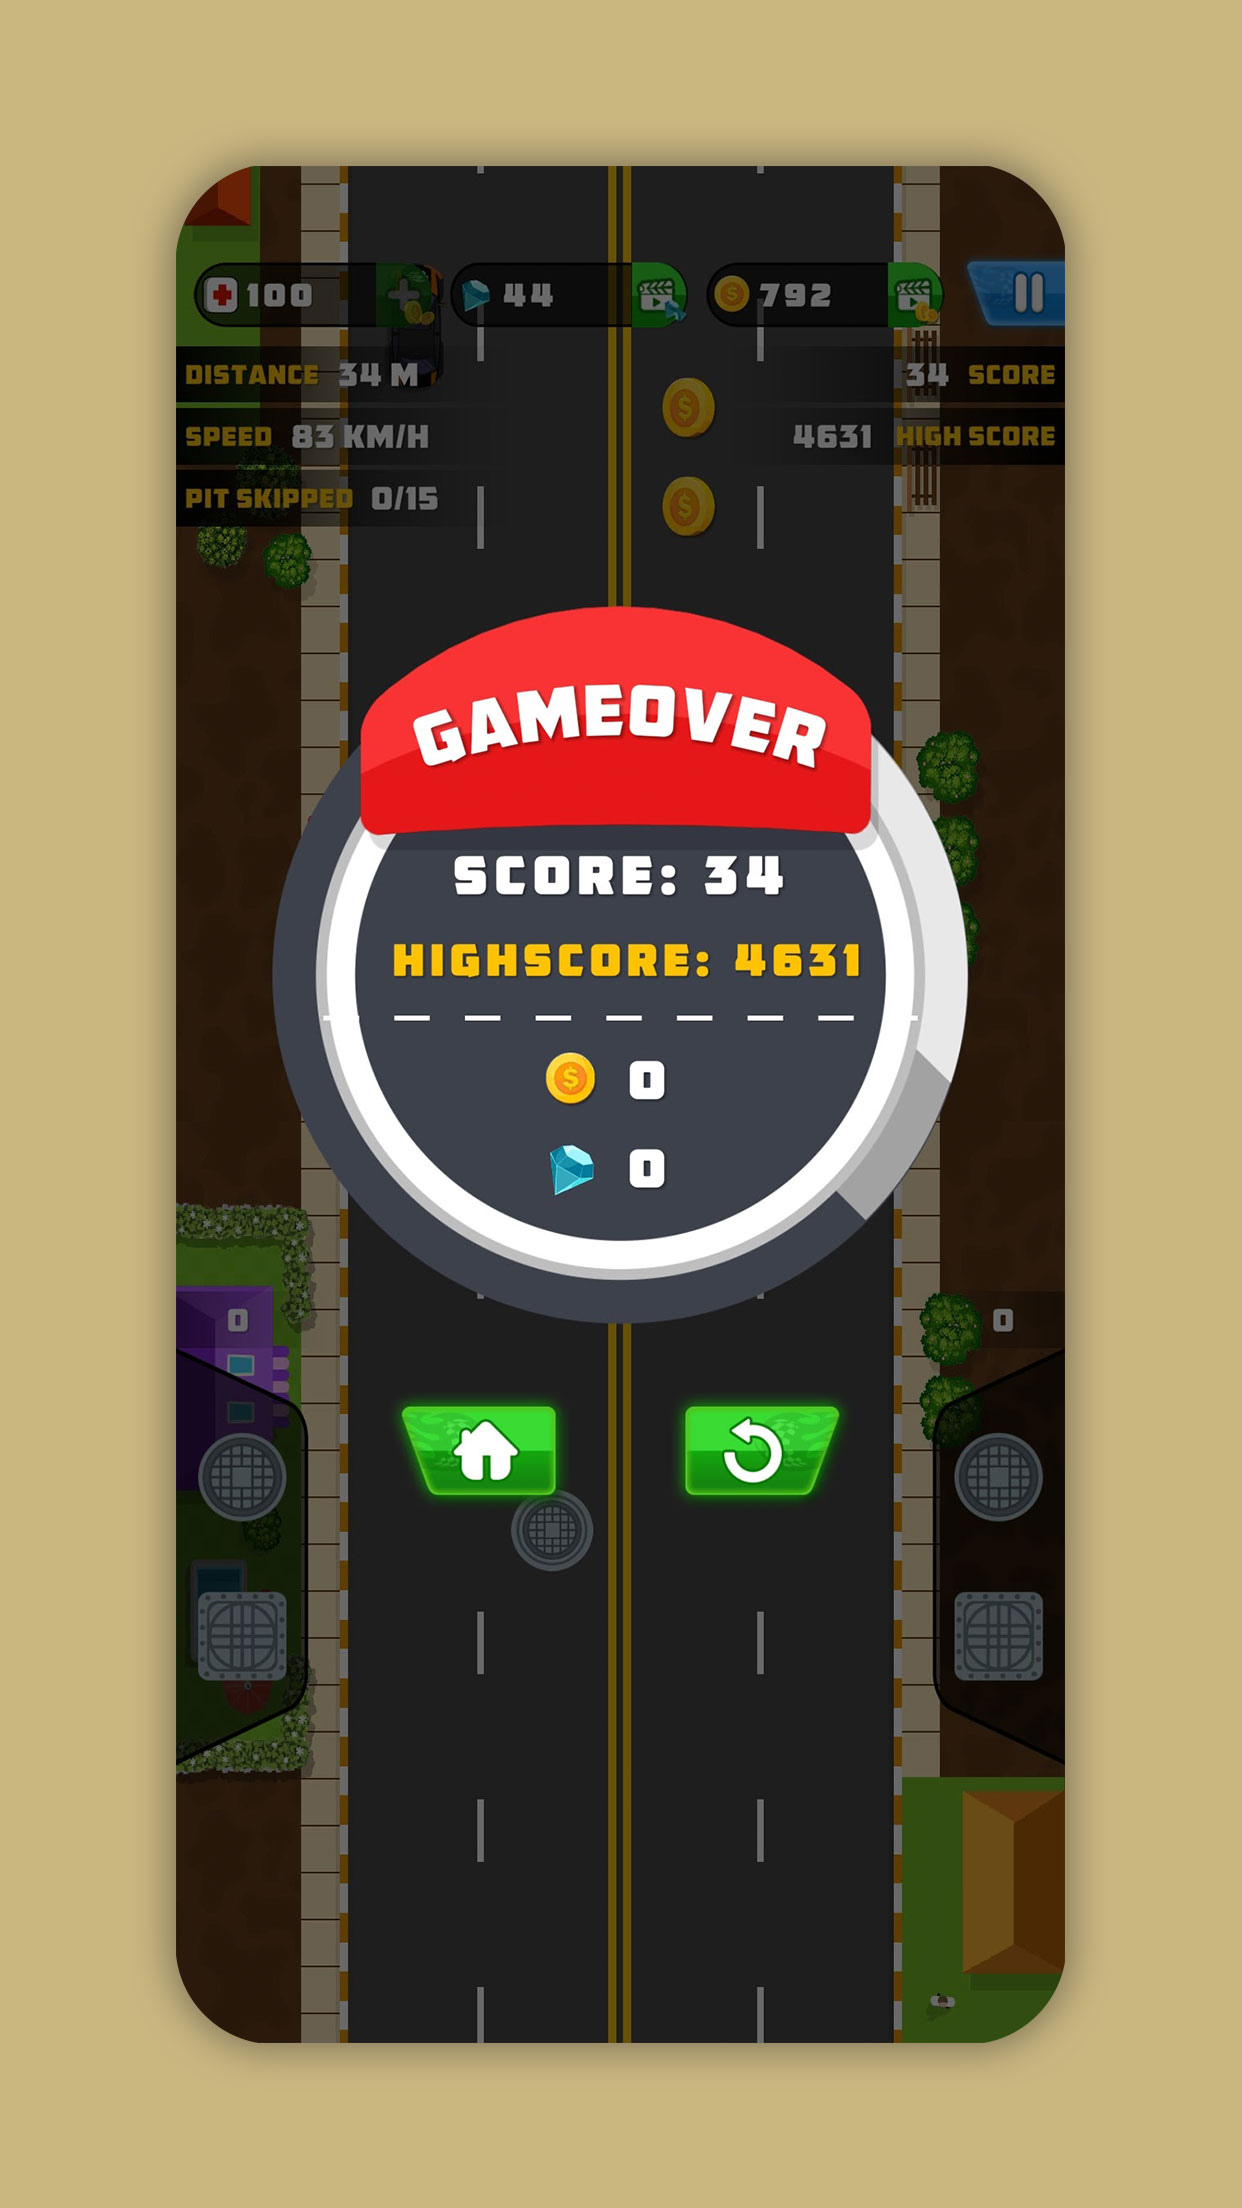 100
44
792
DISTANCE 34 M
34 SCORE
SPEED 83 KM/H
4631 HIGH SCORE
PIT SKIPPED 0/15
GAMEOVER
SCORE: 34
HIGHSCORE: 4631
0
0
0
0